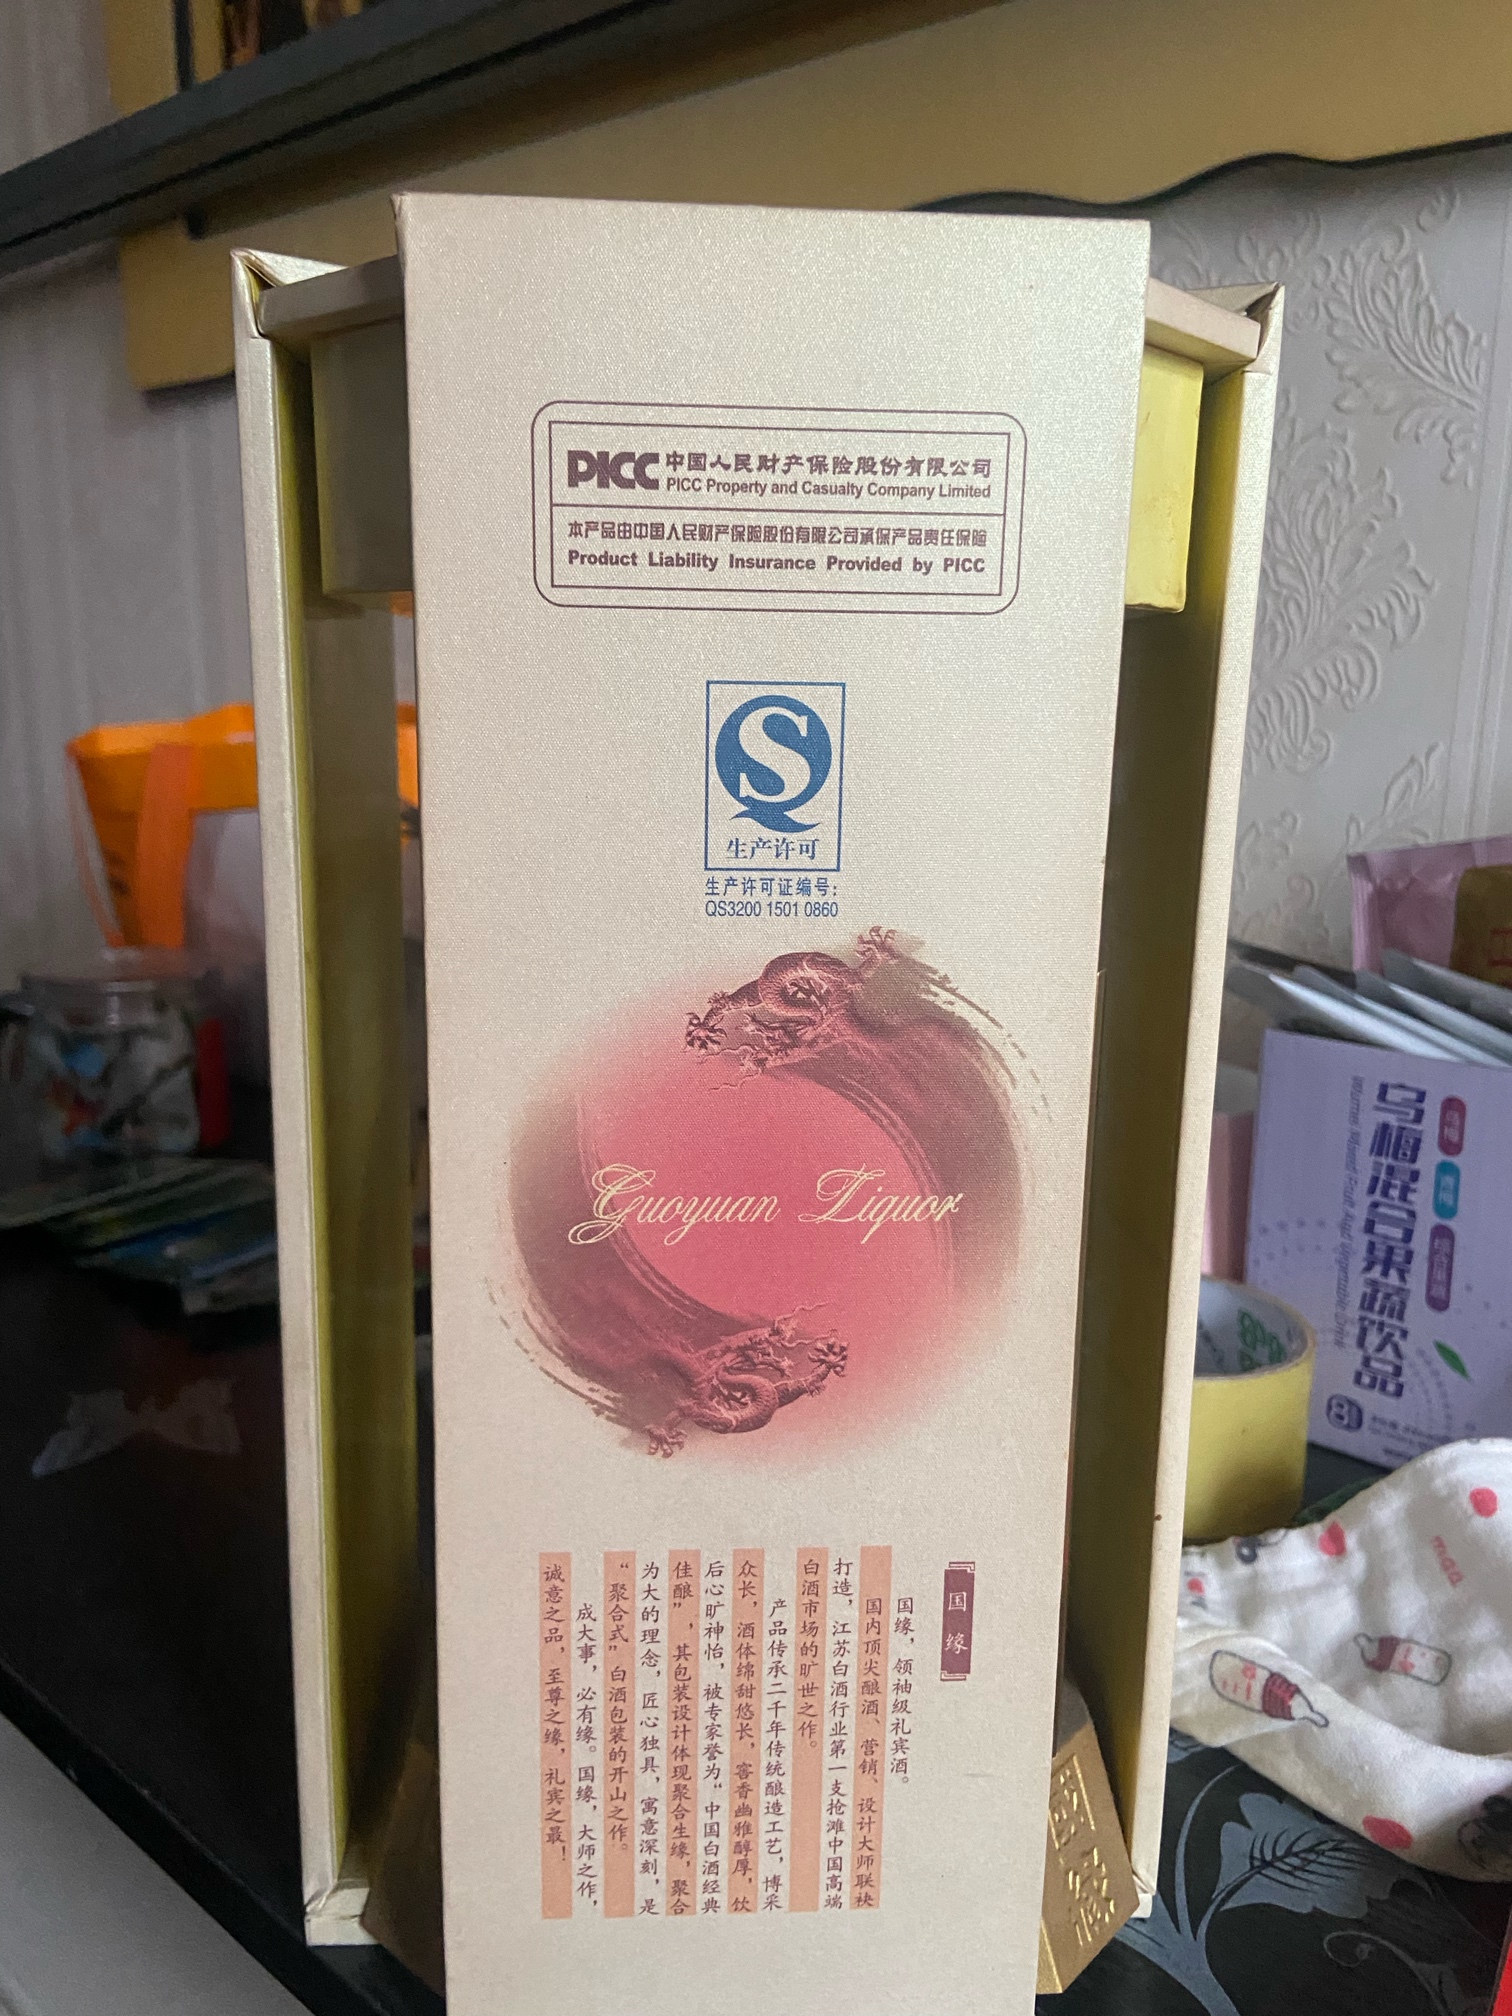 PICC 中国人民财产保险股份有限公司
PICC Property and Casualty Company Limited
本产品由中国人民财产保险股份有限公司承保产品责任保险
Product Liability Insurance Provided by PICC
生产许可
生产许可证编号:
QS3200 1501 0860
Guoyuan Liquor
国缘
国缘，领袖级礼宾酒。
国内顶尖酿酒、营销、设计大师联袂
打造，江苏白酒行业第一支抢滩中国高端
白酒市场的旷世之作。
产品传承二千年传统酿造工艺，博采
众长，酒体绵甜悠长，窖香幽雅醇厚，饮
后心旷神怡，被专家誉为“中国白酒经典
佳酿”，其包装设计体现聚合生缘，聚合
为大的理念，匠心独具，寓意深刻，是
“聚合式”白酒包装的开山之作。
成大事，必有缘。国缘，大师之作，
诚意之品，至尊之缘，礼宾之最！
国缘
乌梅
西梅
综合果蔬
乌梅混合果蔬饮品
maa